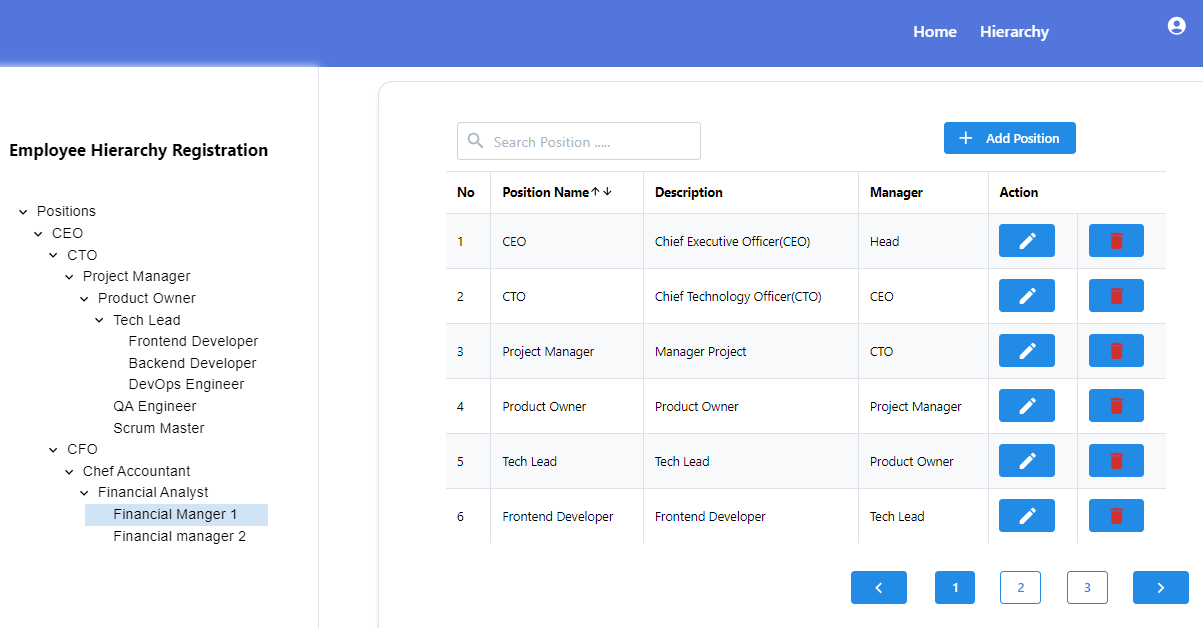 Home Hierarchy
Employee Hierarchy Registration
Positions
CEO
CTO
Project Manager
Product Owner
Tech Lead
Frontend Developer
Backend Developer
DevOps Engineer
QA Engineer
Scrum Master
CFO
Chef Accountant
Financial Analyst
Financial Manger 1
Financial manager 2
Search Position .....
+ Add Position
No Position Name↑↓ Description Manager Action
1 CEO Chief Executive Officer(CEO) Head
2 CTO Chief Technology Officer(CTO) CEO
3 Project Manager Manager Project CTO
4 Product Owner Product Owner Project Manager
5 Tech Lead Tech Lead Product Owner
6 Frontend Developer Frontend Developer Tech Lead
1 2 3